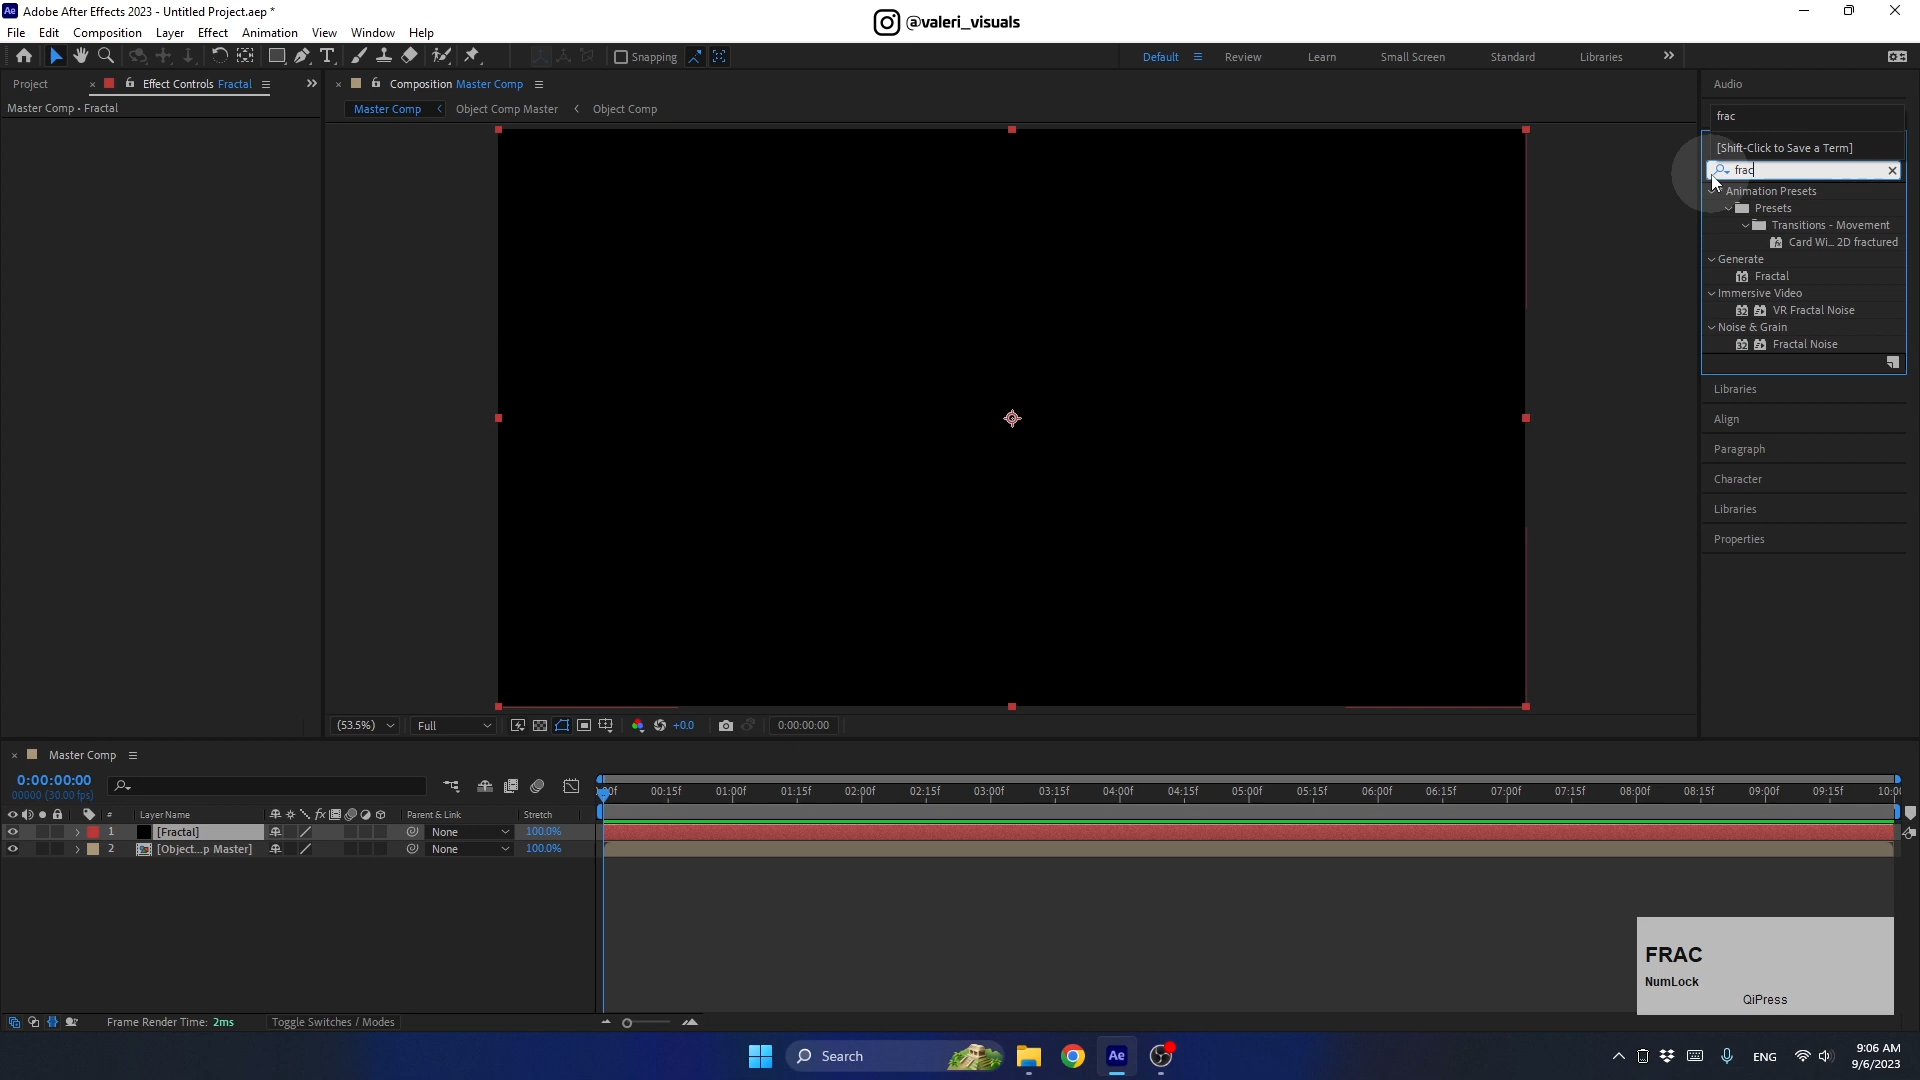 Adobe After Effects 2023 - Untitled Project.aep *
@valeri_visuals
File Edit Composition Layer Effect Animation View Window Help
Snapping
Default Review Learn Small Screen Standard Libraries
Project Effect Controls Fractal
Composition Master Comp
Audio
Master Comp • Fractal
Master Comp Object Comp Master Object Comp
frac
[Shift-Click to Save a Term]
frac
Animation Presets
Presets
Transitions - Movement
Card Wi... 2D fractured
Generate
Fractal
Immersive Video
VR Fractal Noise
Noise & Grain
Fractal Noise
Libraries
Align
Paragraph
Character
Libraries
Properties
(53.5%) Full +0.0 0:00:00:00
Master Comp
0:00:00:00
00000 (30.00 fps)
00:15f 01:00f 01:15f 02:00f 02:15f 03:00f 03:15f 04:00f 04:15f 05:00f 05:15f 06:00f 06:15f 07:00f 07:15f 08:00f 08:15f 09:00f 09:15f 10:0
# Layer Name Parent & Link Stretch
1 [Fractal] None 100.0%
2 [Object...p Master] None 100.0%
FRAC
NumLock
QiPress
Frame Render Time: 2ms Toggle Switches / Modes
Search
Ae
ENG
9:06 AM
9/6/2023